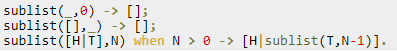 sublist(_,0) -> [];
sublist([],_) -> [];
sublist([H|T],N) when N > 0 -> [H|sublist(T,N-1)].